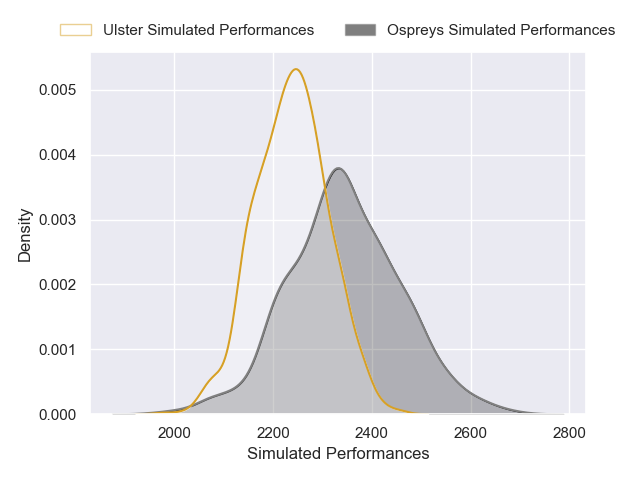 Ulster Simulated Performances Ospreys Simulated Performances
0.005
0.004
0.003
0.002
0.001
0.000
Density
2000 2200 2400 2600 2800
Simulated Performances